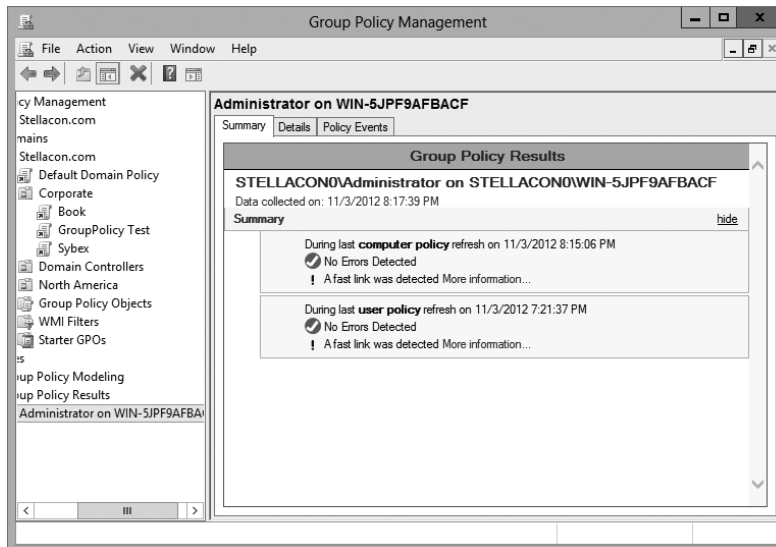 Group Policy Management
File Action View Window Help
icy Management
Stellacon.com
mains
Stellacon.com
Default Domain Policy
Corporate
Book
GroupPolicy Test
Sybex
Domain Controllers
North America
Group Policy Objects
WMI Filters
Starter GPOs
es
oup Policy Modeling
oup Policy Results
Administrator on WIN-5JPF9AFBA
Administrator on WIN-5JPF9AFBACF
Summary Details Policy Events
Group Policy Results
STELLACON0\Administrator on STELLACON0\WIN-5JPF9AFBACF
Data collected on: 11/3/2012 8:17:39 PM
Summary hide
During last computer policy refresh on 11/3/2012 8:15:06 PM
No Errors Detected
! A fast link was detected More information...
During last user policy refresh on 11/3/2012 7:21:37 PM
No Errors Detected
! A fast link was detected More information...